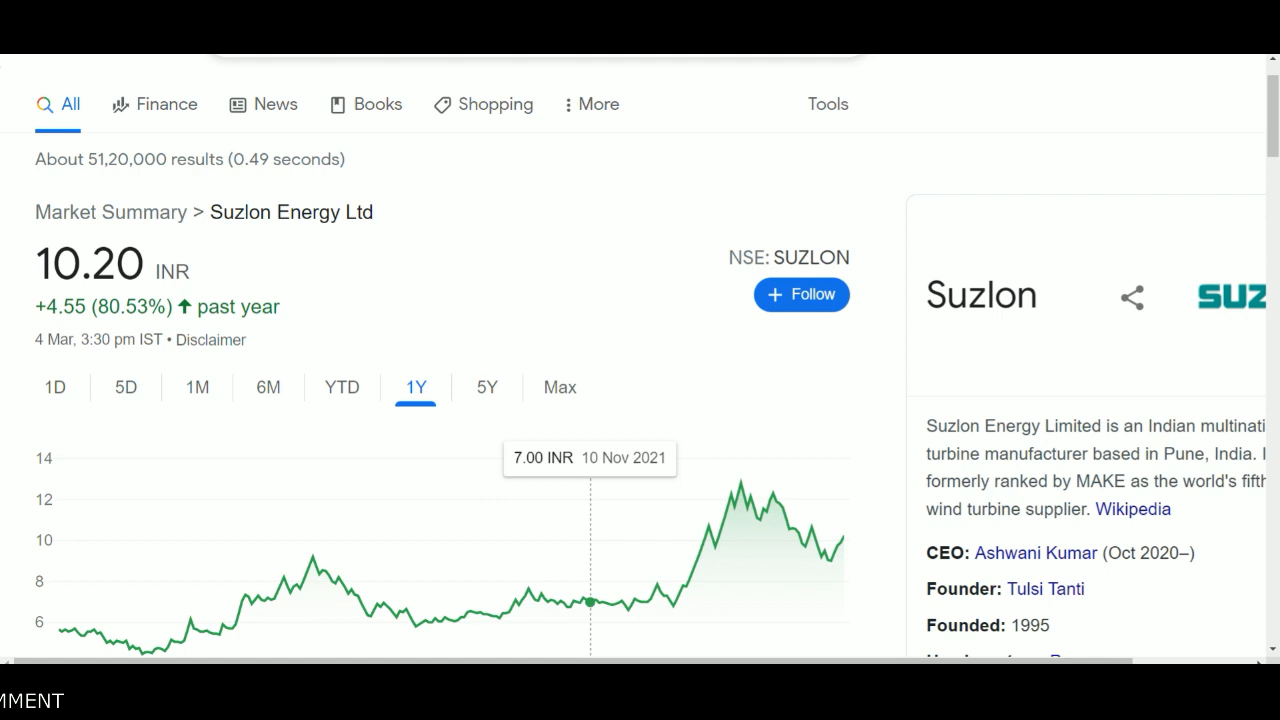 All
Finance
News
Books
Shopping
More
Tools
About 51,20,000 results (0.49 seconds)
Market Summary > Suzlon Energy Ltd
10.20 INR
+4.55 (80.53%) past year
4 Mar, 3:30 pm IST • Disclaimer
NSE: SUZLON
+ Follow
1D
5D
1M
6M
YTD
1Y
5Y
Max
7.00 INR 10 Nov 2021
14
12
10
8
6
Suzlon
SUZ
Suzlon Energy Limited is an Indian multinati
turbine manufacturer based in Pune, India. I
formerly ranked by MAKE as the world's fifth
wind turbine supplier. Wikipedia
CEO: Ashwani Kumar (Oct 2020–)
Founder: Tulsi Tanti
Founded: 1995
MMENT